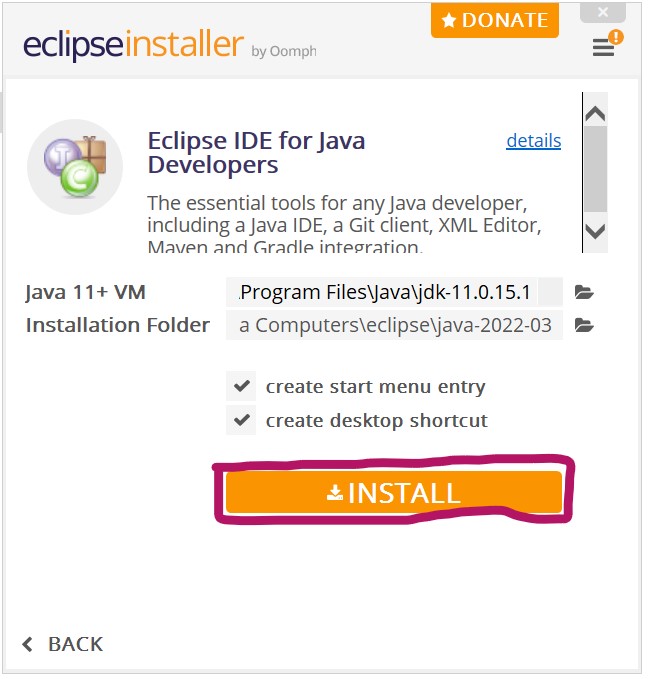 DONATE
eclipseinstaller by Oomph
Eclipse IDE for Java
Developers
details
The essential tools for any Java developer,
including a Java IDE, a Git client, XML Editor,
Maven and Gradle integration.
Java 11+ VM
Program Files\Java\jdk-11.0.15.1
Installation Folder
a Computers\eclipse\java-2022-03
create start menu entry
create desktop shortcut
INSTALL
BACK